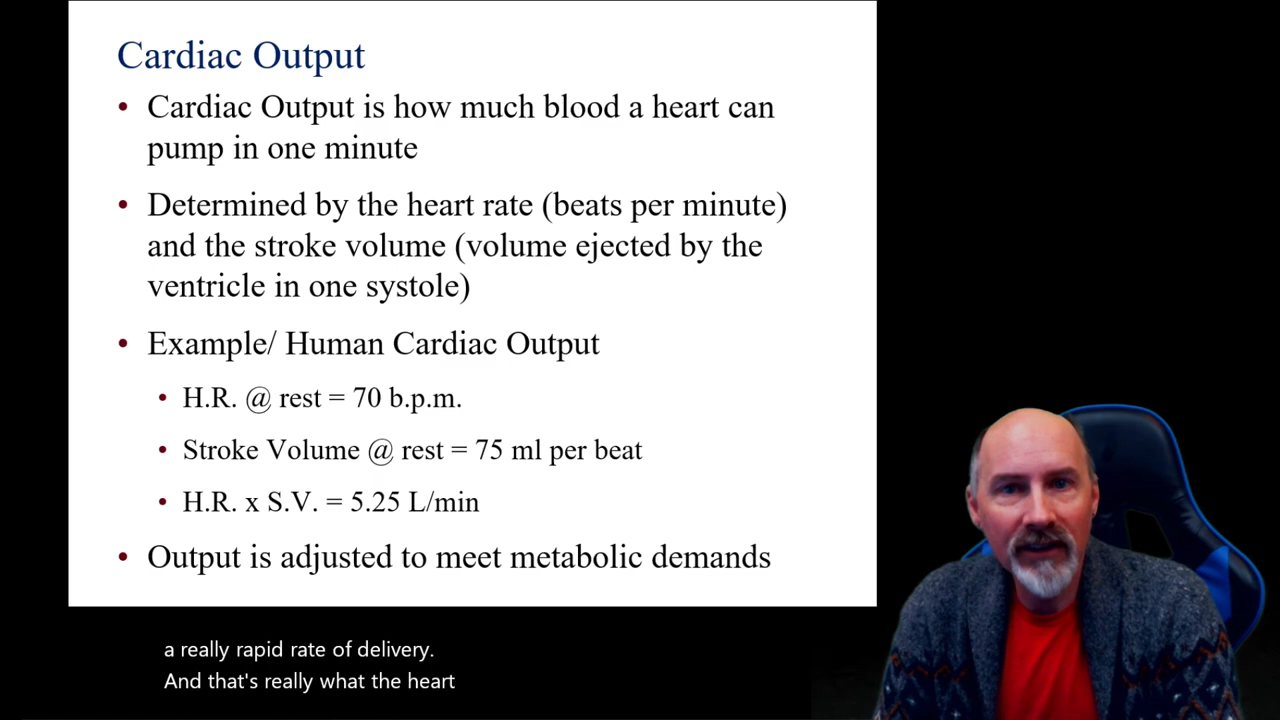 Cardiac Output
• Cardiac Output is how much blood a heart can
pump in one minute
• Determined by the heart rate (beats per minute)
and the stroke volume (volume ejected by the
ventricle in one systole)
• Example/ Human Cardiac Output
• H.R. @ rest = 70 b.p.m.
• Stroke Volume @ rest = 75 ml per beat
• H.R. x S.V. = 5.25 L/min
• Output is adjusted to meet metabolic demands
a really rapid rate of delivery.
And that's really what the heart